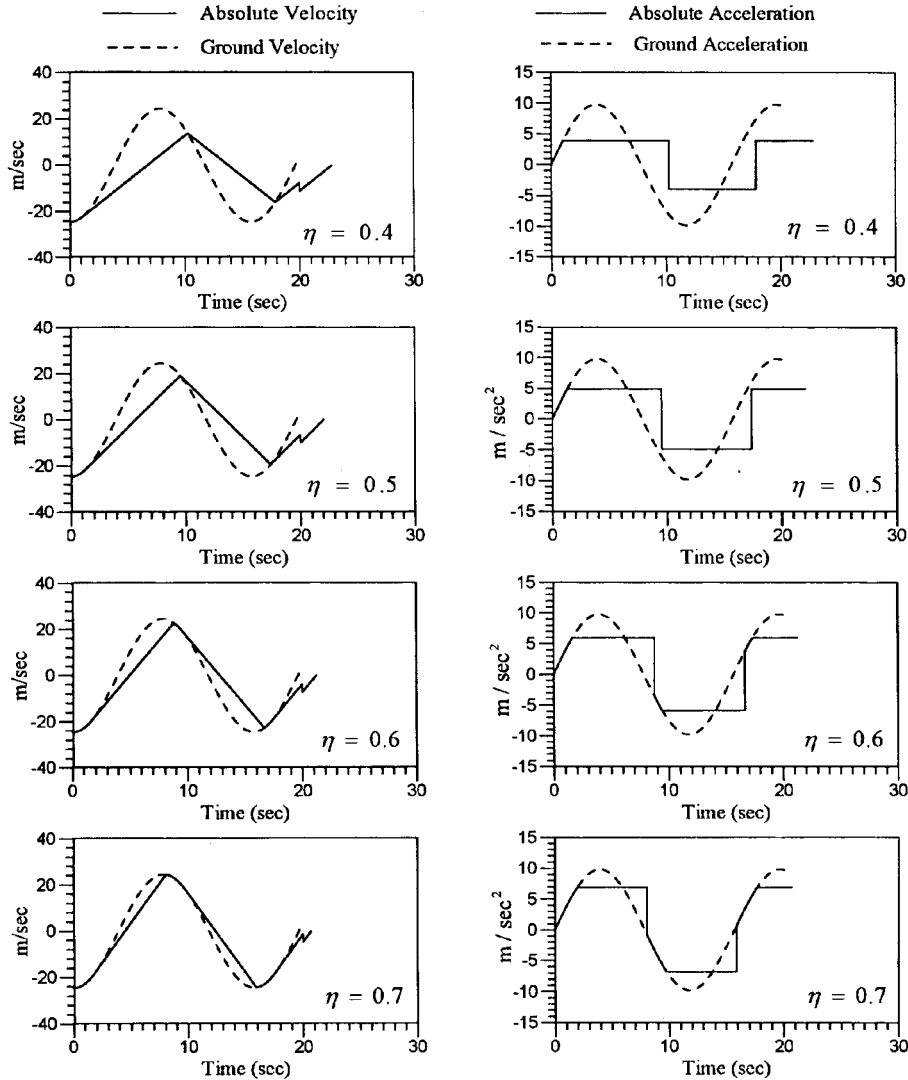 Absolute Velocity
Ground Velocity
Absolute Acceleration
Ground Acceleration
40
20
0
-20
-40
m/sec
0 10 20 30
Time (sec)
η = 0.4
15
10
5
0
-5
-10
-15
0 10 20 30
Time (sec)
η = 0.4
40
20
0
-20
-40
m/sec
0 10 20 30
Time (sec)
η = 0.5
15
10
5
0
-5
-10
-15
m / sec²
0 10 20 30
Time (sec)
η = 0.5
40
20
0
-20
-40
m/sec
0 10 20 30
Time (sec)
η = 0.6
15
10
5
0
-5
-10
-15
m / sec²
0 10 20 30
Time (sec)
η = 0.6
40
20
0
-20
-40
m/sec
0 10 20 30
Time (sec)
η = 0.7
15
10
5
0
-5
-10
-15
m / sec²
0 10 20 30
Time (sec)
η = 0.7